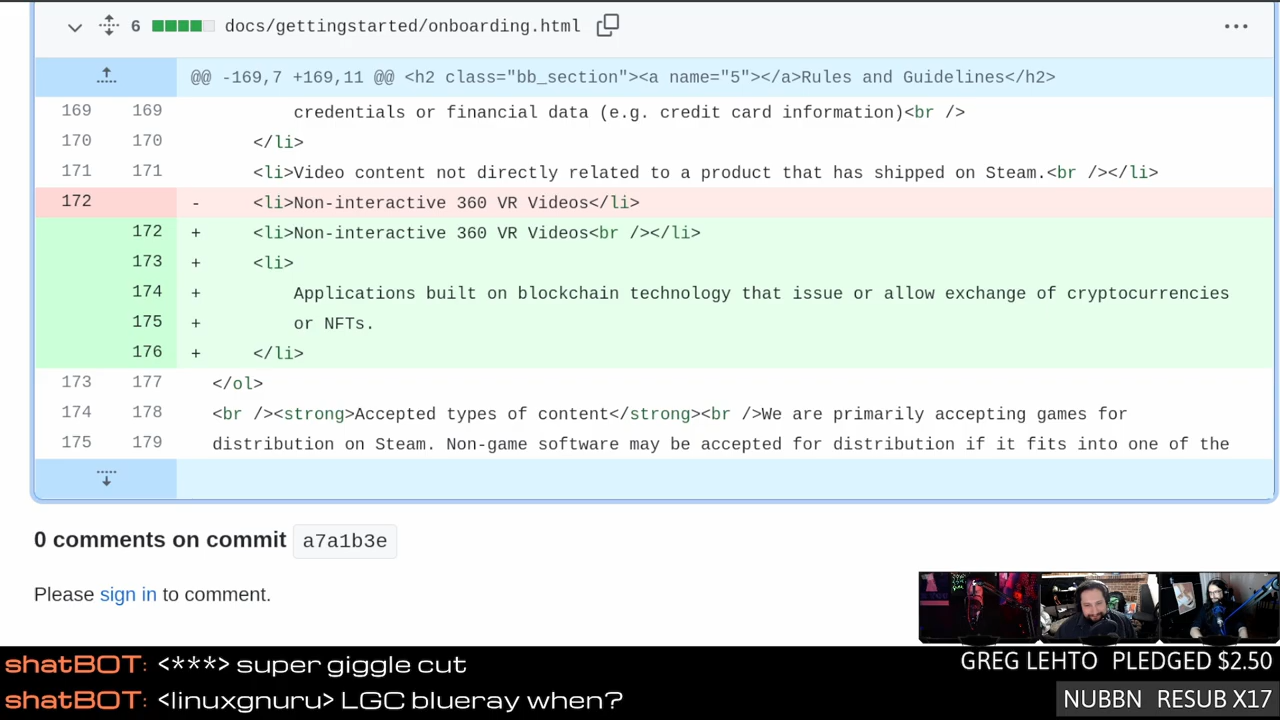 6 docs/gettingstarted/onboarding.html
@@ -169,7 +169,11 @@ <h2 class="bb_section"><a name="5"></a>Rules and Guidelines</h2>
169 169 credentials or financial data (e.g. credit card information)<br />
170 170 </li>
171 171 <li>Video content not directly related to a product that has shipped on Steam.<br /></li>
172 - <li>Non-interactive 360 VR Videos</li>
172 + <li>Non-interactive 360 VR Videos<br /></li>
173 + <li>
174 + Applications built on blockchain technology that issue or allow exchange of cryptocurrencies
175 + or NFTs.
176 + </li>
173 177 </ol>
174 178 <br /><strong>Accepted types of content</strong><br />We are primarily accepting games for
175 179 distribution on Steam. Non-game software may be accepted for distribution if it fits into one of the
0 comments on commit a7a1b3e
Please sign in to comment.
shatBOT: <***> super giggle cut
GREG LEHTO PLEDGED $2.50
shatBOT: <linuxgnuru> LGC blueray when?
NUBBN RESUB X17